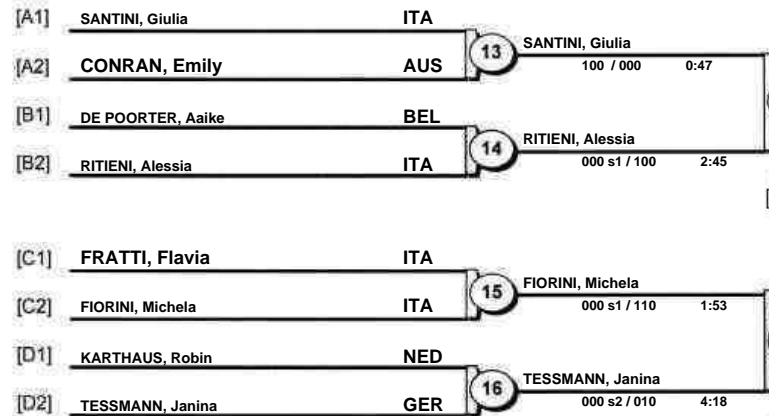 [A1] SANTINI, Giulia ITA
[A2] CONRAN, Emily AUS
13 SANTINI, Giulia
100 / 000 0:47
[B1] DE POORTER, Aaike BEL
[B2] RITIENI, Alessia ITA
14 RITIENI, Alessia
000 s1 / 100 2:45
[C1] FRATTI, Flavia ITA
[C2] FIORINI, Michela ITA
15 FIORINI, Michela
000 s1 / 110 1:53
[D1] KARTHAUS, Robin NED
[D2] TESSMANN, Janina GER
16 TESSMANN, Janina
000 s2 / 010 4:18